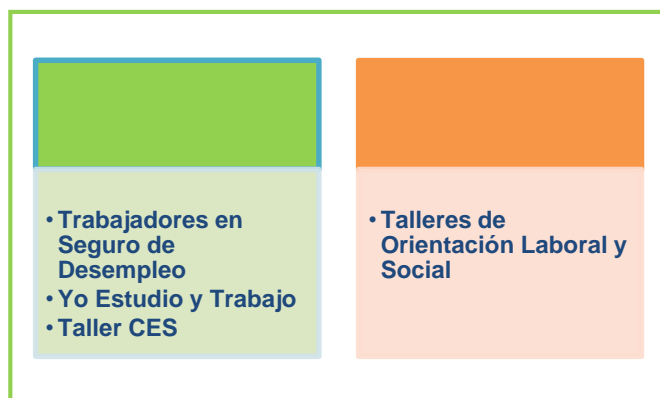 • Trabajadores en
Seguro de
Desempleo
• Yo Estudio y Trabajo
• Taller CES
• Talleres de
Orientación Laboral y
Social